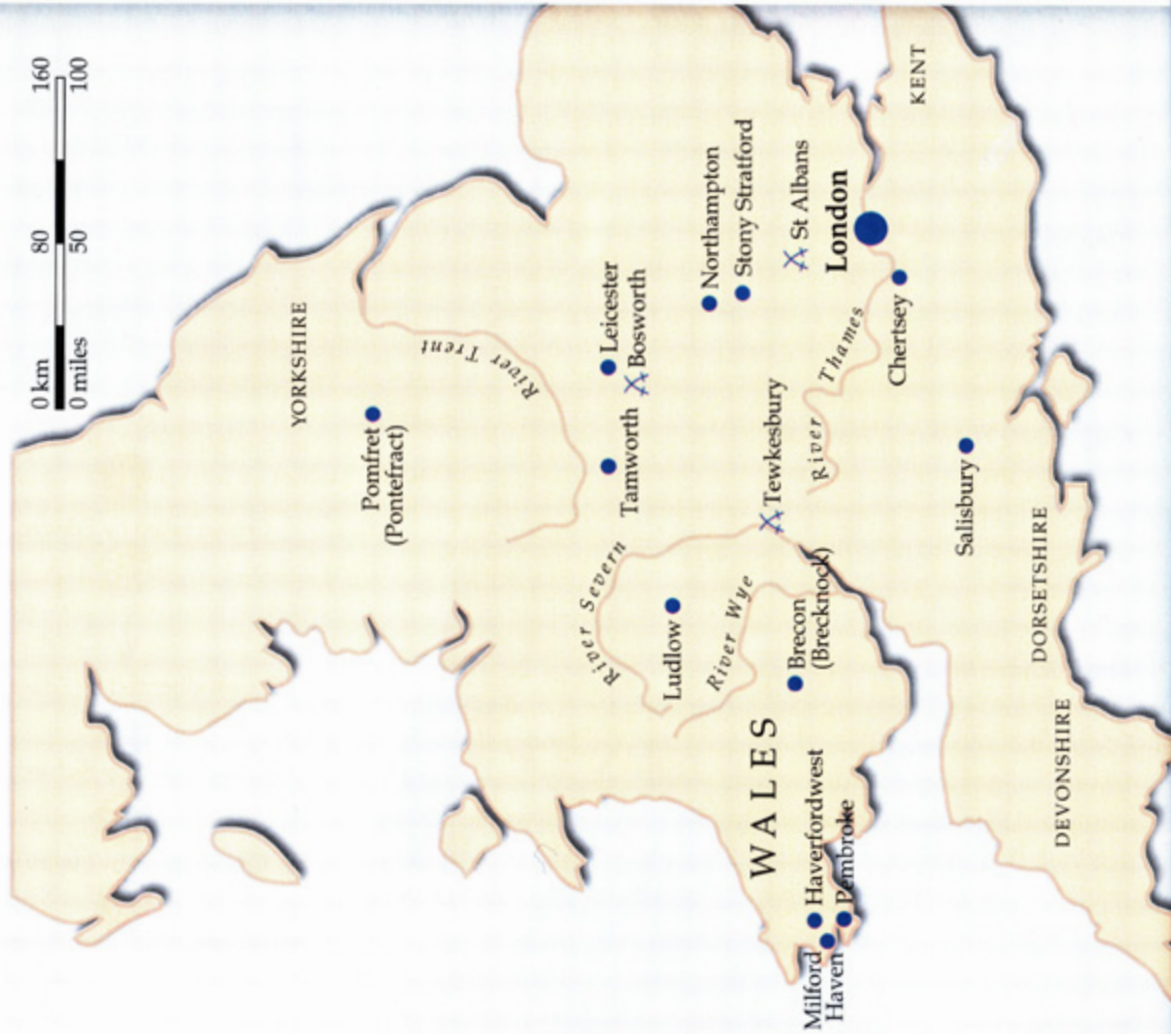 0 km 80 160
0 miles 50 100
YORKSHIRE
Pomfret
(Pontefract)
River Trent
Leicester
Bosworth
Tamworth
Northampton
Stony Stratford
St Albans
London
KENT
Chertsey
River Thames
Tewkesbury
River Severn
Ludlow
River Wye
Brecon
(Brecknock)
WALES
Haverfordwest
Pembroke
Milford
Haven
Salisbury
DORSETSHIRE
DEVONSHIRE